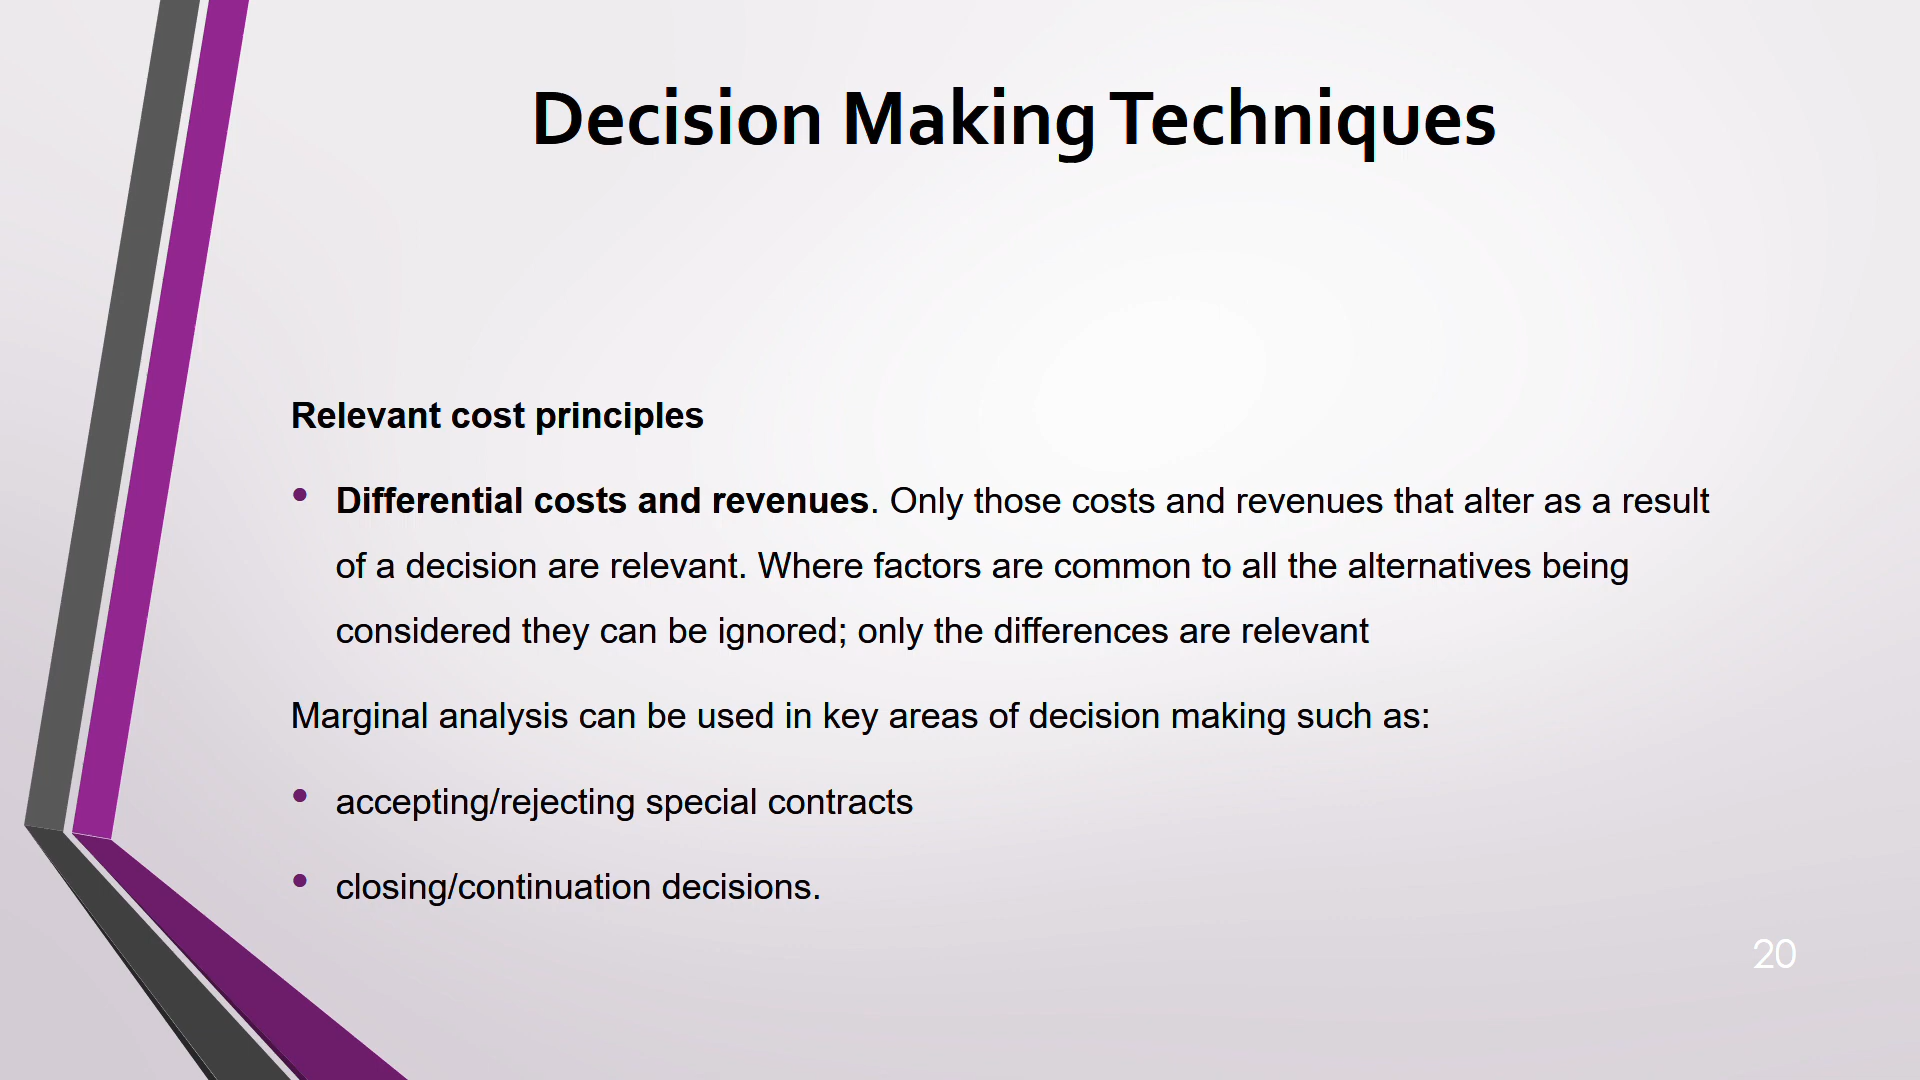 Decision Making Techniques
Relevant cost principles
• Differential costs and revenues. Only those costs and revenues that alter as a result
of a decision are relevant. Where factors are common to all the alternatives being
considered they can be ignored; only the differences are relevant
Marginal analysis can be used in key areas of decision making such as:
• accepting/rejecting special contracts
• closing/continuation decisions.
20